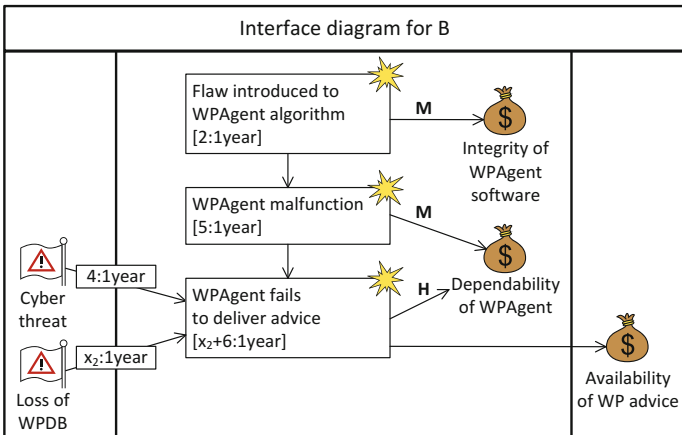 Interface diagram for B
Flaw introduced to
WPAgent algorithm
[2:1year]
M
$
Integrity of
WPAgent
software
WPAgent malfunction
[5:1year]
M
$
Dependability
of WPAgent
!
Cyber
threat
4:1year
WPAgent fails
to deliver advice
[x₂+6:1year]
H
!
Loss of
WPDB
x₂:1year
$
Availability
of WP advice